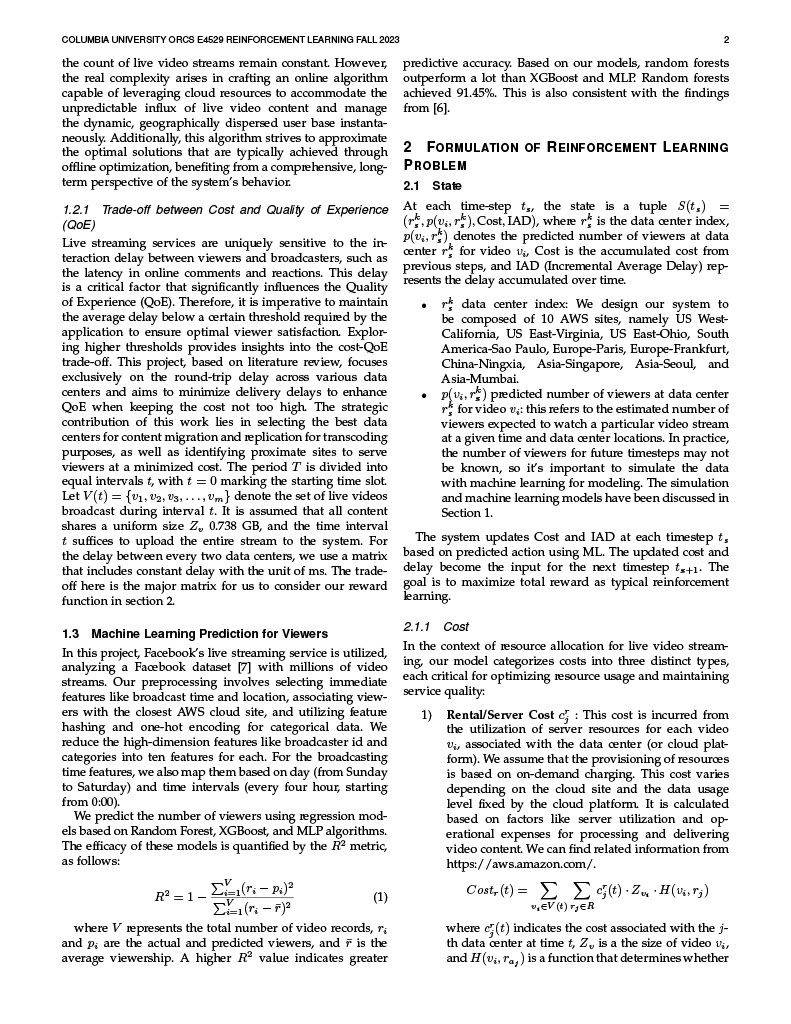 COLUMBIA UNIVERSITY ORCS E4529 REINFORCEMENT LEARNING FALL 2023
2
the count of live video streams remain constant. However,
the real complexity arises in crafting an online algorithm
capable of leveraging cloud resources to accommodate the
unpredictable influx of live video content and manage
the dynamic, geographically dispersed user base instanta-
neously. Additionally, this algorithm strives to approximate
the optimal solutions that are typically achieved through
offline optimization, benefiting from a comprehensive, long-
term perspective of the system's behavior.
1.2.1 Trade-off between Cost and Quality of Experience
(QoE)
Live streaming services are uniquely sensitive to the in-
teraction delay between viewers and broadcasters, such as
the latency in online comments and reactions. This delay
is a critical factor that significantly influences the Quality
of Experience (QoE). Therefore, it is imperative to maintain
the average delay below a certain threshold required by the
application to ensure optimal viewer satisfaction. Explor-
ing higher thresholds provides insights into the cost-QoE
trade-off. This project, based on literature review, focuses
exclusively on the round-trip delay across various data
centers and aims to minimize delivery delays to enhance
QoE when keeping the cost not too high. The strategic
contribution of this work lies in selecting the best data
centers for content migration and replication for transcoding
purposes, as well as identifying proximate sites to serve
viewers at a minimized cost. The period T is divided into
equal intervals t, with t = 0 marking the starting time slot.
Let V(t) = {v₁, v₂, v₃, . . . , vₘ} denote the set of live videos
broadcast during interval t. It is assumed that all content
shares a uniform size Z_v 0.738 GB, and the time interval
t suffices to upload the entire stream to the system. For
the delay between every two data centers, we use a matrix
that includes constant delay with the unit of ms. The trade-
off here is the major matrix for us to consider our reward
function in section 2.
1.3 Machine Learning Prediction for Viewers
In this project, Facebook's live streaming service is utilized,
analyzing a Facebook dataset [7] with millions of video
streams. Our preprocessing involves selecting immediate
features like broadcast time and location, associating view-
ers with the closest AWS cloud site, and utilizing feature
hashing and one-hot encoding for categorical data. We
reduce the high-dimension features like broadcaster id and
categories into ten features for each. For the broadcasting
time features, we also map them based on day (from Sunday
to Saturday) and time intervals (every four hour, starting
from 0:00).
We predict the number of viewers using regression mod-
els based on Random Forest, XGBoost, and MLP algorithms.
The efficacy of these models is quantified by the R² metric,
as follows:
R² = 1 − ∑_{i=1}^{V}(r_i − p_i)² / ∑_{i=1}^{V}(r_i − r̄)² (1)
where V represents the total number of video records, r_i
and p_i are the actual and predicted viewers, and r̄ is the
average viewership. A higher R² value indicates greater
predictive accuracy. Based on our models, random forests
outperform a lot than XGBoost and MLP. Random forests
achieved 91.45%. This is also consistent with the findings
from [6].
2 FORMULATION OF REINFORCEMENT LEARNING
PROBLEM
2.1 State
At each time-step t_s, the state is a tuple S(t_s) =
(r_s^k, p(v_i, r_s^k), Cost, IAD), where r_s^k is the data center index,
p(v_i, r_s^k) denotes the predicted number of viewers at data
center r_s^k for video v_i, Cost is the accumulated cost from
previous steps, and IAD (Incremental Average Delay) rep-
resents the delay accumulated over time.
• r_s^k data center index: We design our system to
be composed of 10 AWS sites, namely US West-
California, US East-Virginia, US East-Ohio, South
America-Sao Paulo, Europe-Paris, Europe-Frankfurt,
China-Ningxia, Asia-Singapore, Asia-Seoul, and
Asia-Mumbai.
• p(v_i, r_s^k) predicted number of viewers at data center
r_s^k for video v_i: this refers to the estimated number of
viewers expected to watch a particular video stream
at a given time and data center locations. In practice,
the number of viewers for future timesteps may not
be known, so it's important to simulate the data
with machine learning for modeling. The simulation
and machine learning models have been discussed in
Section 1.
The system updates Cost and IAD at each timestep t_s
based on predicted action using ML. The updated cost and
delay become the input for the next timestep t_{s+1}. The
goal is to maximize total reward as typical reinforcement
learning.
2.1.1 Cost
In the context of resource allocation for live video stream-
ing, our model categorizes costs into three distinct types,
each critical for optimizing resource usage and maintaining
service quality:
1) Rental/Server Cost c_j^r : This cost is incurred from
the utilization of server resources for each video
v_i, associated with the data center (or cloud plat-
form). We assume that the provisioning of resources
is based on on-demand charging. This cost varies
depending on the cloud site and the data usage
level fixed by the cloud platform. It is calculated
based on factors like server utilization and op-
erational expenses for processing and delivering
video content. We can find related information from
https://aws.amazon.com/.
Cost_r(t) = ∑_{v_i∈V(t)} ∑_{r_j∈R} c_j^r(t) · Z_{v_i} · H(v_i, r_j)
where c_j^r(t) indicates the cost associated with the j-
th data center at time t, Z_v is a the size of video v_i,
and H(v_i, r_{a_j}) is a function that determines whether